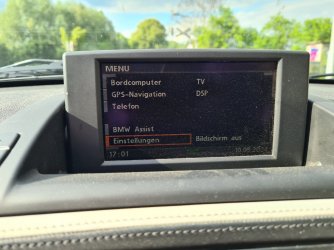 MENU
Bordcomputer TV
GPS-Navigation DSP
Telefon
BMW Assist
Einstellungen Bildschirm aus
17:01